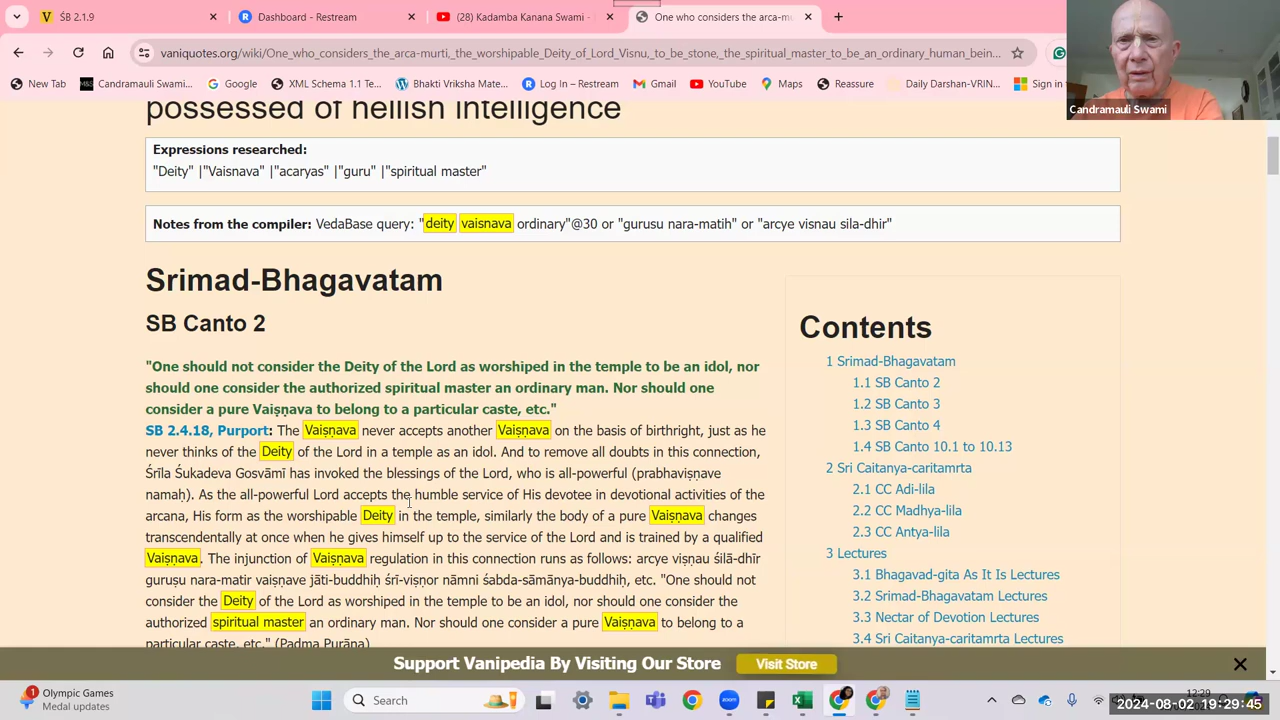 ŚB 2.1.9
Dashboard - Restream
(28) Kadamba Kanana Swami -
One who considers the arca-m
vaniquotes.org/wiki/One_who_considers_the_arca-murti,_the_worshipable_Deity_of_Lord_Visnu,_to_be_stone,_the_spiritual_master_to_be_an_ordinary_human_bein...
New Tab
Candramauli Swami...
Google
XML Schema 1.1 –...
Bhakti Vriksha Mast...
Log In – Restream
Gmail
YouTube
Maps
Reassure
Daily Darshan-VRIN...
Sign in to
Candramauli Swami
possessed of hellish intelligence
Expressions researched:
"Deity" |"Vaisnava" |"acaryas" |"guru" |"spiritual master"
Notes from the compiler: VedaBase query: "deity vaisnava ordinary"@30 or "gurusu nara-matih" or "arcye visnau sila-dhir"
Srimad-Bhagavatam
SB Canto 2
"One should not consider the Deity of the Lord as worshiped in the temple to be an idol, nor
should one consider the authorized spiritual master an ordinary man. Nor should one
consider a pure Vaiṣṇava to belong to a particular caste, etc."
SB 2.4.18, Purport: The Vaiṣṇava never accepts another Vaiṣṇava on the basis of birthright, just as he
never thinks of the Deity of the Lord in a temple as an idol. And to remove all doubts in this connection,
Śrīla Śukadeva Gosvāmī has invoked the blessings of the Lord, who is all-powerful (prabhaviṣṇave
namaḥ). As the all-powerful Lord accepts the humble service of His devotee in devotional activities of the
arcana, His form as the worshipable Deity in the temple, similarly the body of a pure Vaiṣṇava changes
transcendentally at once when he gives himself up to the service of the Lord and is trained by a qualified
Vaiṣṇava. The injunction of Vaiṣṇava regulation in this connection runs as follows: arcye viṣṇau śilā-dhīr
guruṣu nara-matir vaiṣṇave jāti-buddhiḥ śrī-viṣṇor nāmni śabda-sāmānya-buddhiḥ, etc. "One should not
consider the Deity of the Lord as worshiped in the temple to be an idol, nor should one consider the
authorized spiritual master an ordinary man. Nor should one consider a pure Vaiṣṇava to belong to a
particular caste, etc." (Padma Purāṇa)
Contents
1 Srimad-Bhagavatam
1.1 SB Canto 2
1.2 SB Canto 3
1.3 SB Canto 4
1.4 SB Canto 10.1 to 10.13
2 Sri Caitanya-caritamrta
2.1 CC Adi-lila
2.2 CC Madhya-lila
2.3 CC Antya-lila
3 Lectures
3.1 Bhagavad-gita As It Is Lectures
3.2 Srimad-Bhagavatam Lectures
3.3 Nectar of Devotion Lectures
3.4 Sri Caitanya-caritamrta Lectures
Support Vanipedia By Visiting Our Store
Visit Store
1
Olympic Games
Medal updates
Search
12:29
2024-08-02 19:29:45